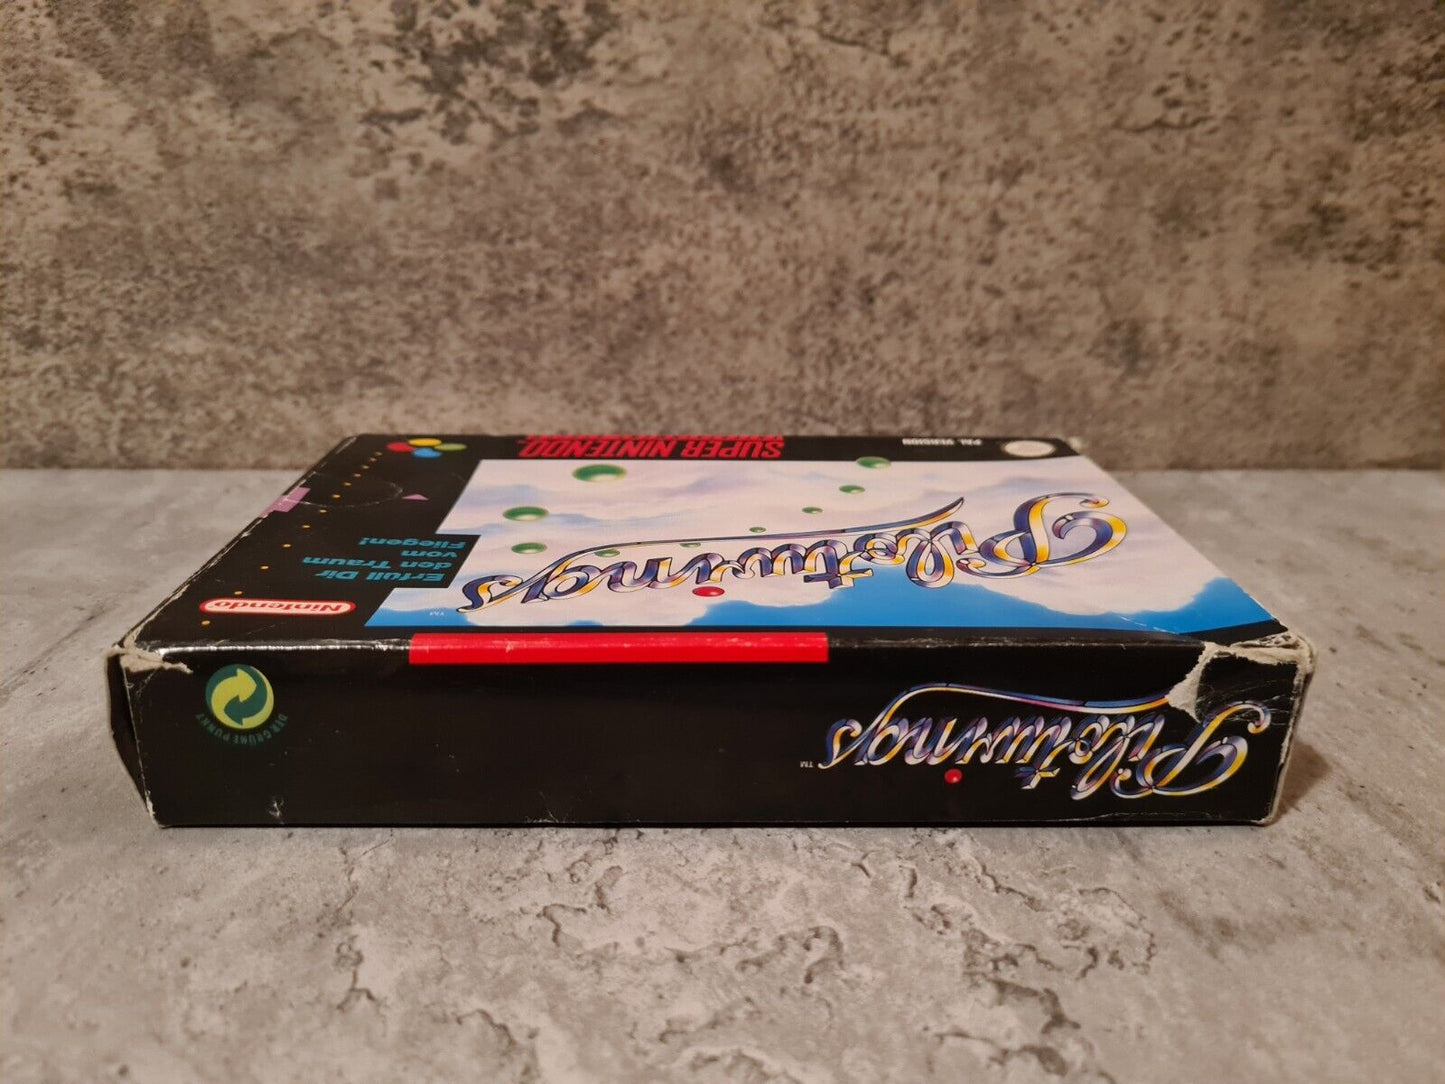 PAL VERSION
SUPER NINTENDO
Pilotwings
TM
Erfüll Dir
den Traum
vom
Fliegen!
Nintendo
Pilotwings
TM
DER GRÜNE PUNKT